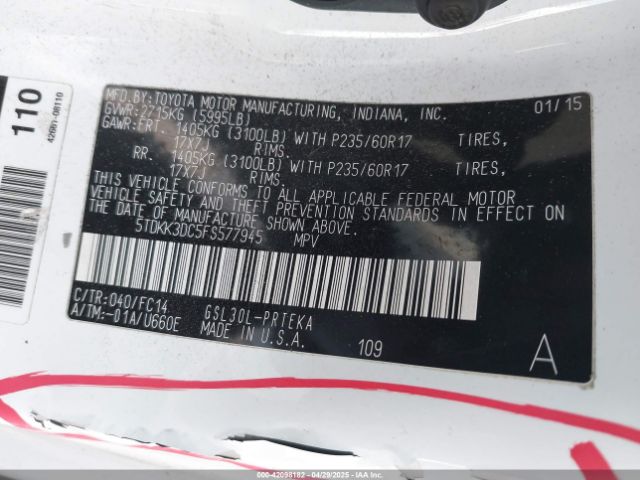 MFD.BY:TOYOTA MOTOR MANUFACTURING, INDIANA, INC. 01/15
GVWR:2715KG (5995LB)
GAWR:FRT. 1405KG (3100LB) WITH P235/60R17 TIRES,
17X7J RIMS.
RR. 1405KG (3100LB) WITH P235/60R17 TIRES,
17X7J RIMS.
THIS VEHICLE CONFORMS TO ALL APPLICABLE FEDERAL MOTOR
VEHICLE SAFETY AND THEFT PREVENTION STANDARDS IN EFFECT ON
THE DATE OF MANUFACTURE SHOWN ABOVE.
5TDKK3DC5FS577945 MPV
C/TR:040/FC14 GSL30L-PRTEKA
A/TM:-01A/U660E MADE IN U.S.A.
109 A
110
000-42098182 - 04/29/2025 - IAAI.CA